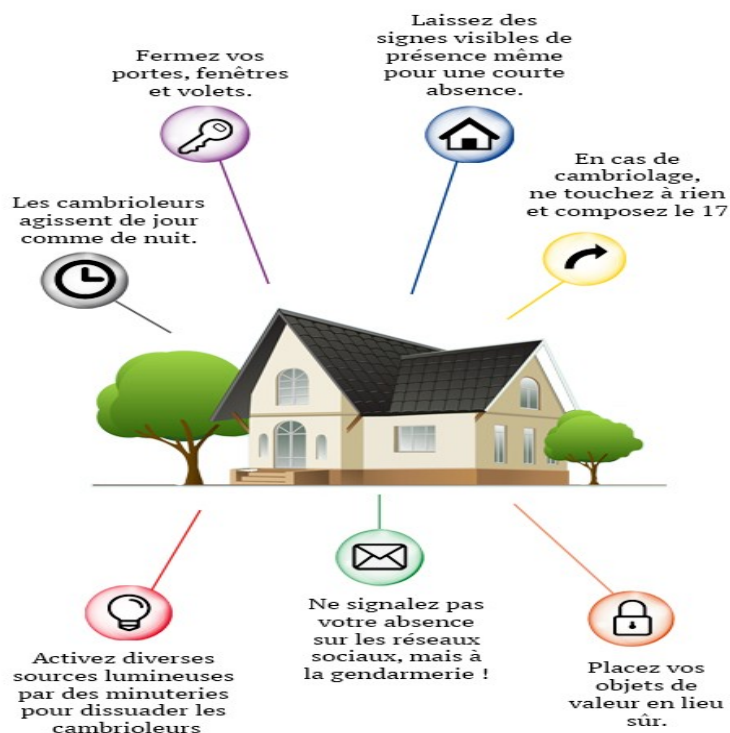 Laissez des
signes visibles de
présence même
pour une courte
absence.
Fermez vos
portes, fenêtres
et volets.
En cas de
cambriolage,
ne touchez à rien
et composez le 17
Les cambrioleurs
agissent de jour
comme de nuit.
Activez diverses
sources lumineuses
par des minuteries
pour dissuader les
cambrioleurs
Ne signalez pas
votre absence
sur les réseaux
sociaux, mais à
la gendarmerie !
Placez vos
objets de
valeur en lieu
sûr.